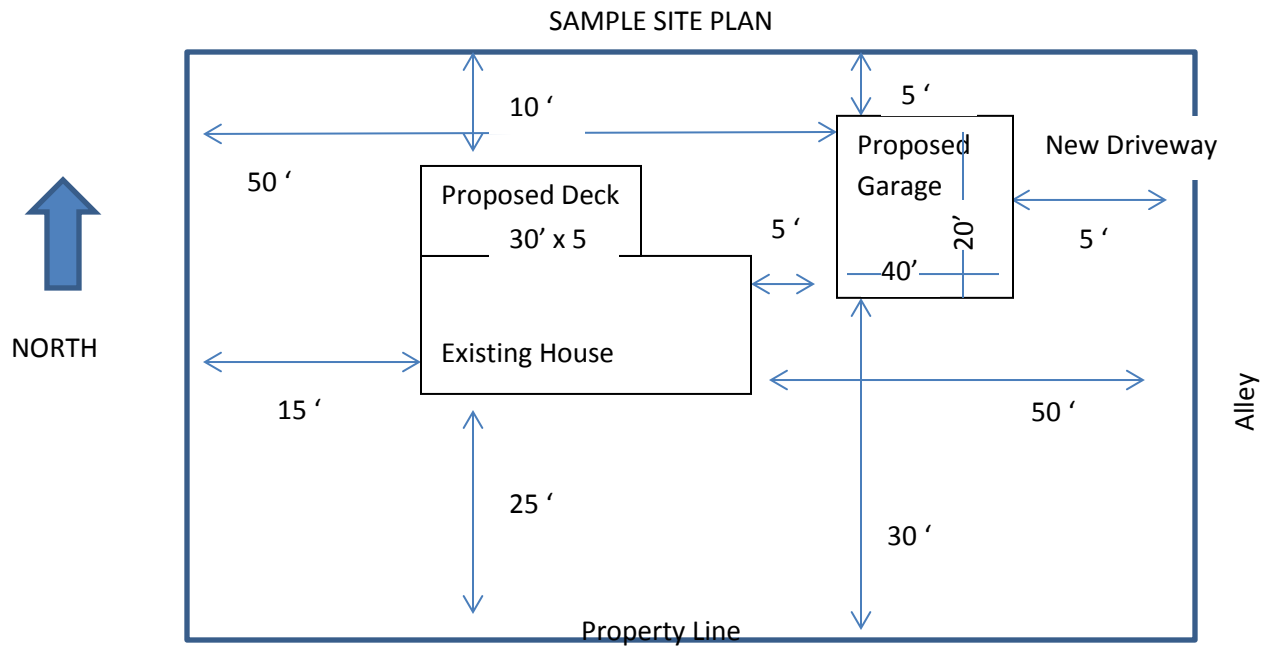 SAMPLE SITE PLAN
10 ‘
5 ‘
50 ‘
Proposed
Garage
New Driveway
Proposed Deck
30’ x 5
5 ‘
20’
40’
5 ‘
NORTH
Existing House
15 ‘
50 ‘
Alley
25 ‘
30 ‘
Property Line